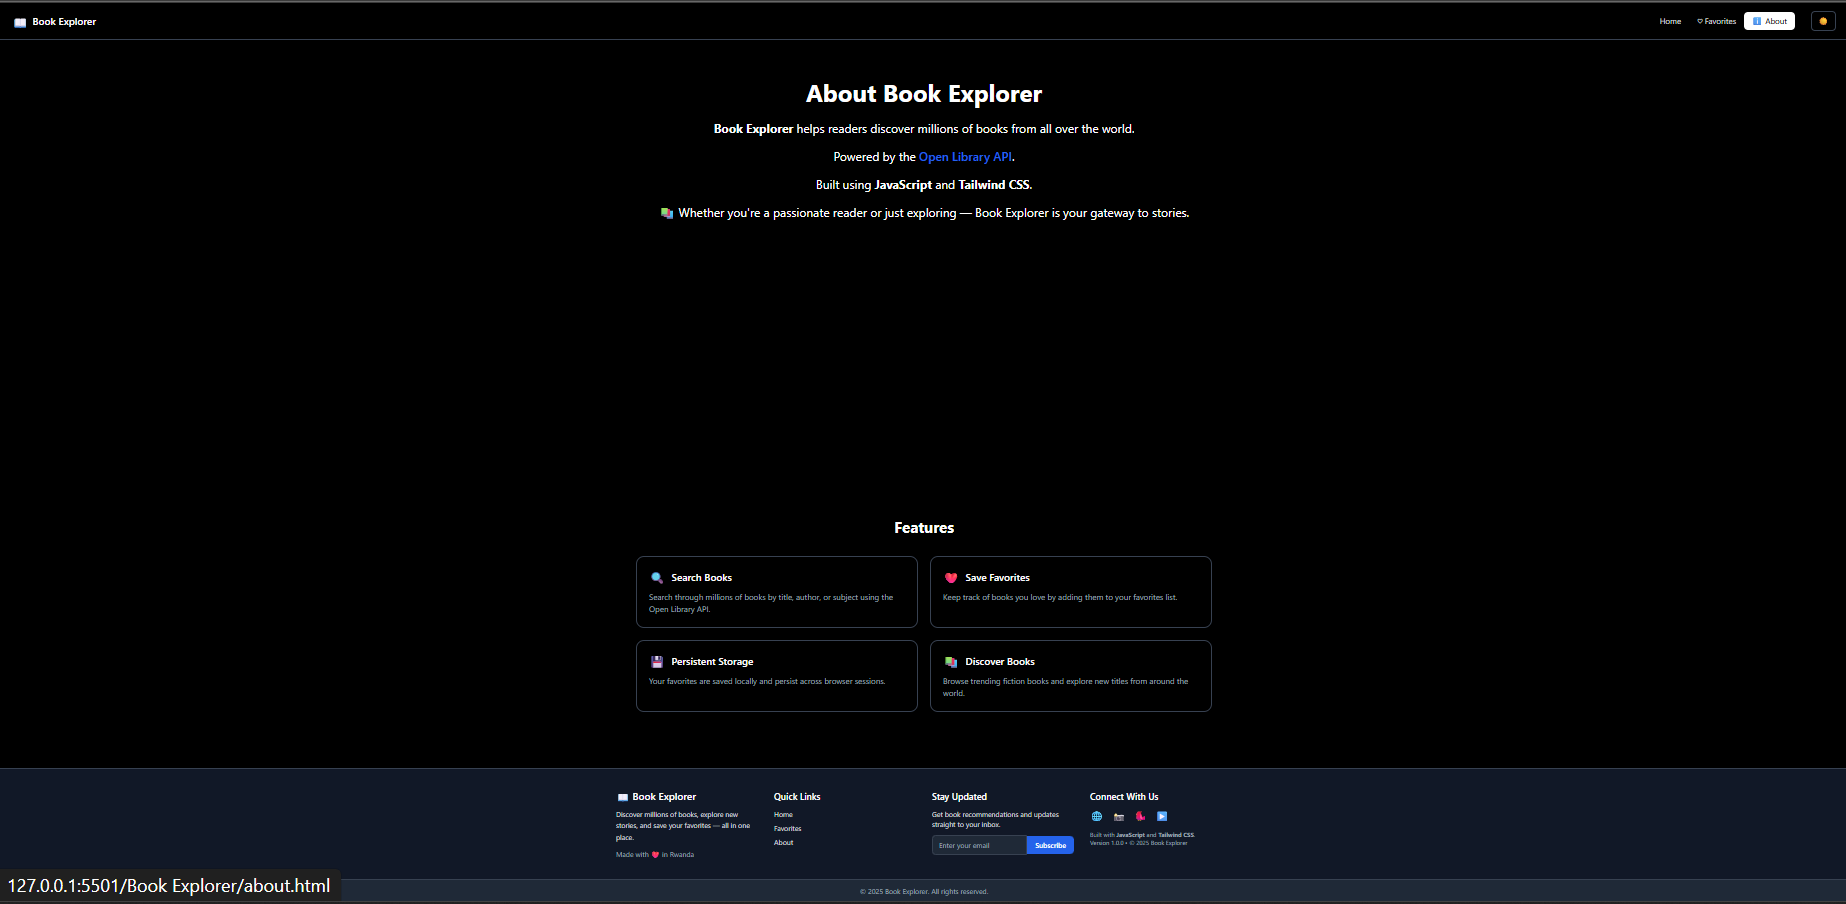 Book Explorer
Home
♡ Favorites
About
About Book Explorer
Book Explorer helps readers discover millions of books from all over the world.
Powered by the Open Library API.
Built using JavaScript and Tailwind CSS.
📚 Whether you're a passionate reader or just exploring — Book Explorer is your gateway to stories.
Features
Search Books
Search through millions of books by title, author, or subject using the
Open Library API.
Save Favorites
Keep track of books you love by adding them to your favorites list.
Persistent Storage
Your favorites are saved locally and persist across browser sessions.
Discover Books
Browse trending fiction books and explore new titles from around the
world.
Book Explorer
Discover millions of books, explore new
stories, and save your favorites — all in one
place.
Made with ❤️ in Rwanda
Quick Links
Home
Favorites
About
Stay Updated
Get book recommendations and updates
straight to your inbox.
Enter your email
Subscribe
Connect With Us
Built with JavaScript and Tailwind CSS.
Version 1.0.0 • © 2025 Book Explorer
© 2025 Book Explorer. All rights reserved.
127.0.0.1:5501/Book Explorer/about.html